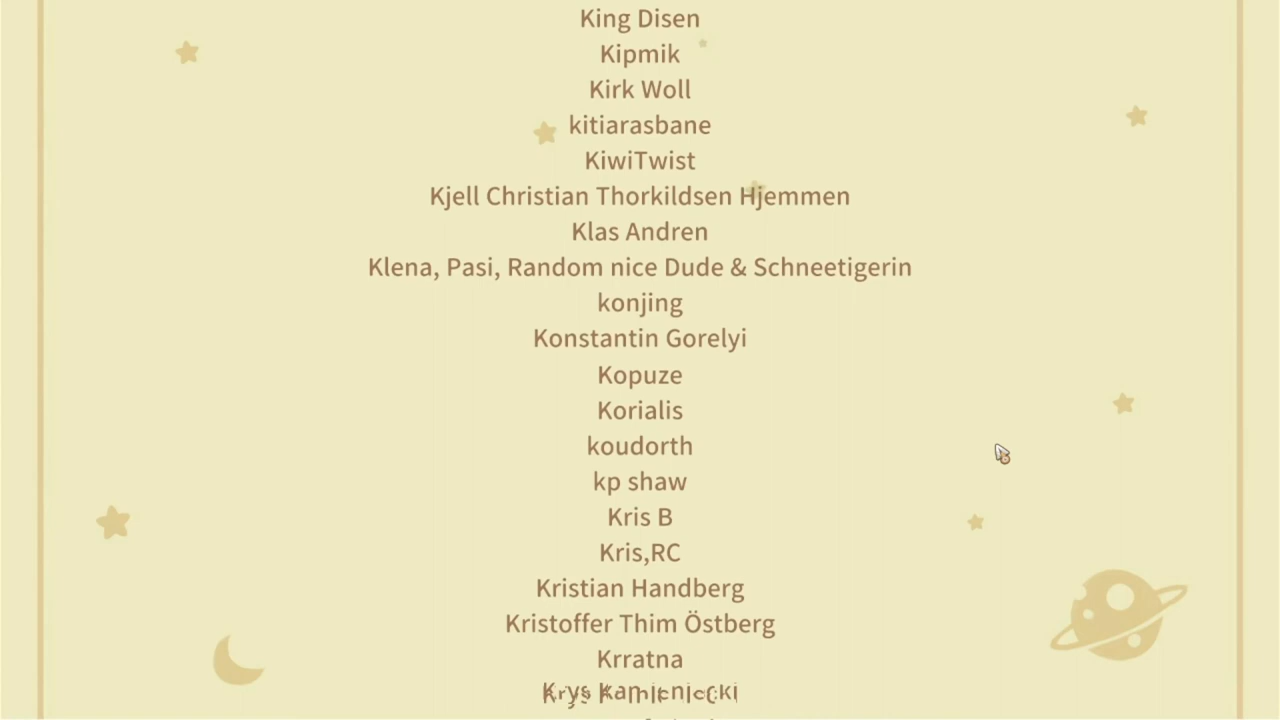 King Disen
Kipmik
Kirk Woll
kitiarasbane
KiwiTwist
Kjell Christian Thorkildsen Hjemmen
Klas Andren
Klena, Pasi, Random nice Dude & Schneetigerin
konjing
Konstantin Gorelyi
Kopuze
Korialis
koudorth
kp shaw
Kris B
Kris,RC
Kristian Handberg
Kristoffer Thim Östberg
Krratna
Krys